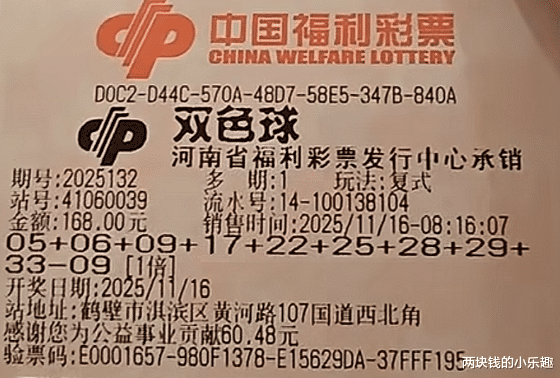 中国福利彩票
CHINA WELFARE LOTTERY
D0C2-D44C-570A-48D7-58E5-347B-840A
双色球
河南省福利彩票发行中心承销
期号:2025132 多 期:1 玩法:复式
站号:41060039 流水号:14-100138104
金额:168.00元 销售时间:2025/11/16-08:16:07
05+06+09+17+22+25+28+29+
33-09 [1倍]
开奖日期:2025/11/16
站地址:鹤壁市淇滨区黄河路107国道西北角
感谢您为公益事业贡献60.48元
验票码:E0001657-980F1378-E15629DA-37FFF195
两块钱的小乐趣